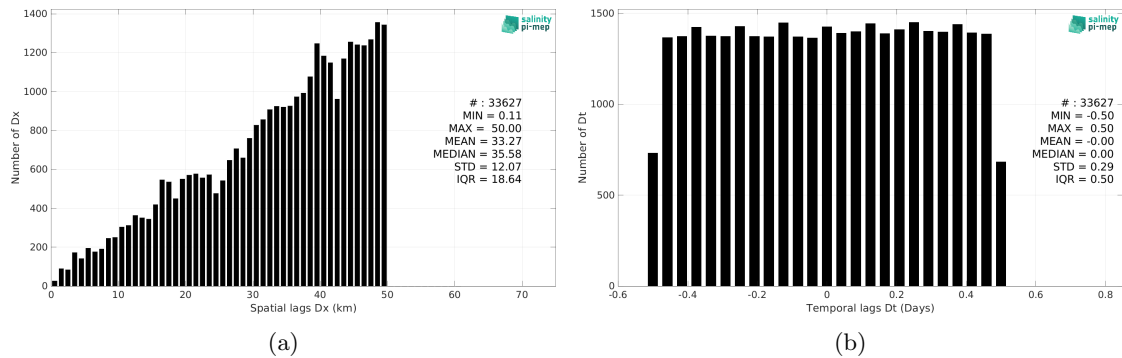 1400
1200
1000
800
600
400
200
0
Number of Dx
0 10 20 30 40 50 60 70
Spatial lags Dx (km)
salinity
pi-mep
# : 33627
MIN = 0.11
MAX = 50.00
MEAN = 33.27
MEDIAN = 35.58
STD = 12.07
IQR = 18.64
(a)
1500
1000
500
0
Number of Dt
-0.6 -0.4 -0.2 0 0.2 0.4 0.6 0.8
Temporal lags Dt (Days)
salinity
pi-mep
# : 33627
MIN = -0.50
MAX = 0.50
MEAN = -0.00
MEDIAN = 0.00
STD = 0.29
IQR = 0.50
(b)